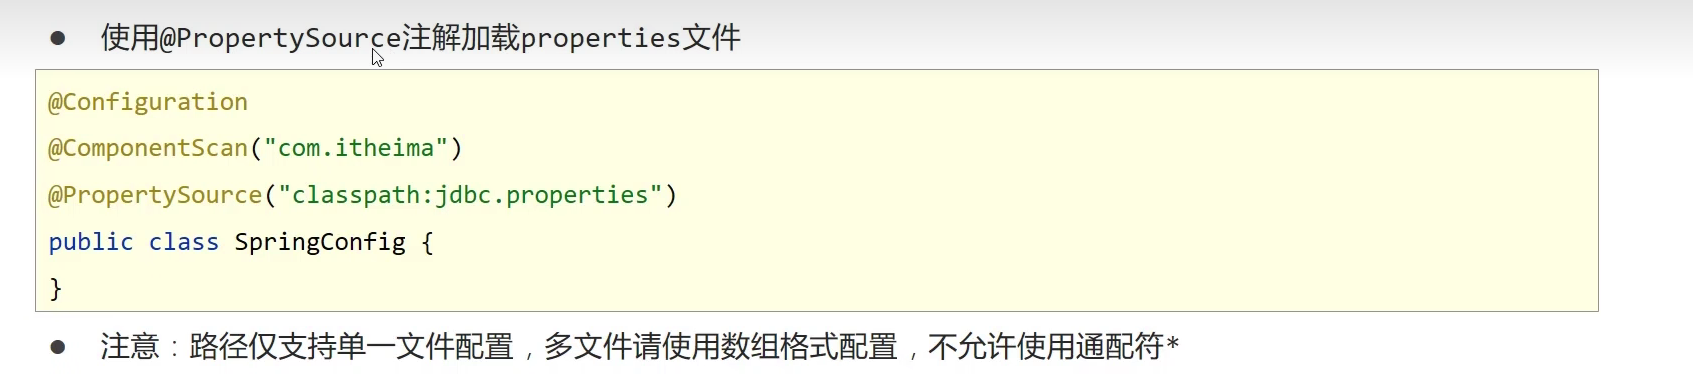 ● 使用@PropertySource注解加载properties文件
@Configuration
@ComponentScan("com.itheima")
@PropertySource("classpath:jdbc.properties")
public class SpringConfig {
}
● 注意：路径仅支持单一文件配置，多文件请使用数组格式配置，不允许使用通配符*